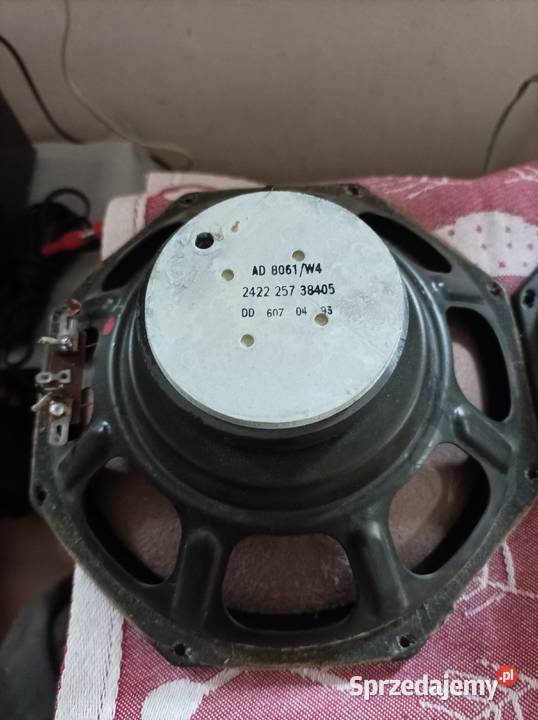 AD 8061/W4
2422 257 38405
DD 607 04 93
Sprzedajemy.pl